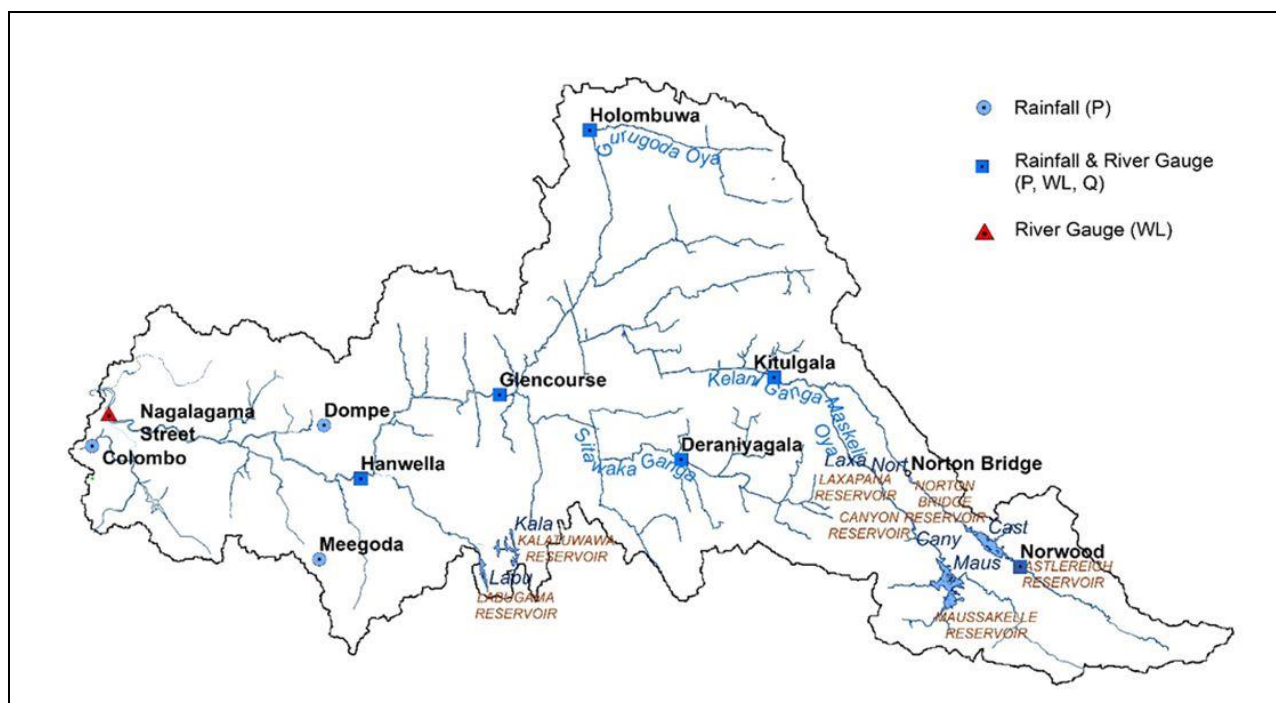 Holombuwa
Gurugoda Oya
Rainfall (P)
Rainfall & River Gauge
(P, WL, Q)
River Gauge (WL)
Kitulgala
Kelani Ganga
Maskeli
Oya
Glencourse
Nagalagama
Street
Dompe
Colombo
Hanwella
Sitawaka Ganga
Deraniyagala
Laxa
Nort
Norton Bridge
LAXAPANA
RESERVOIR
NORTON
BRIDGE
RESERVOIR
CANYON
RESERVOIR
Cany
Cast
Maus
Norwood
ASTLEREICH
RESERVOIR
MAUSSAKELLE
RESERVOIR
Meegoda
Kala
KALATUWAWA
RESERVOIR
Labu
LABUGAMA
RESERVOIR